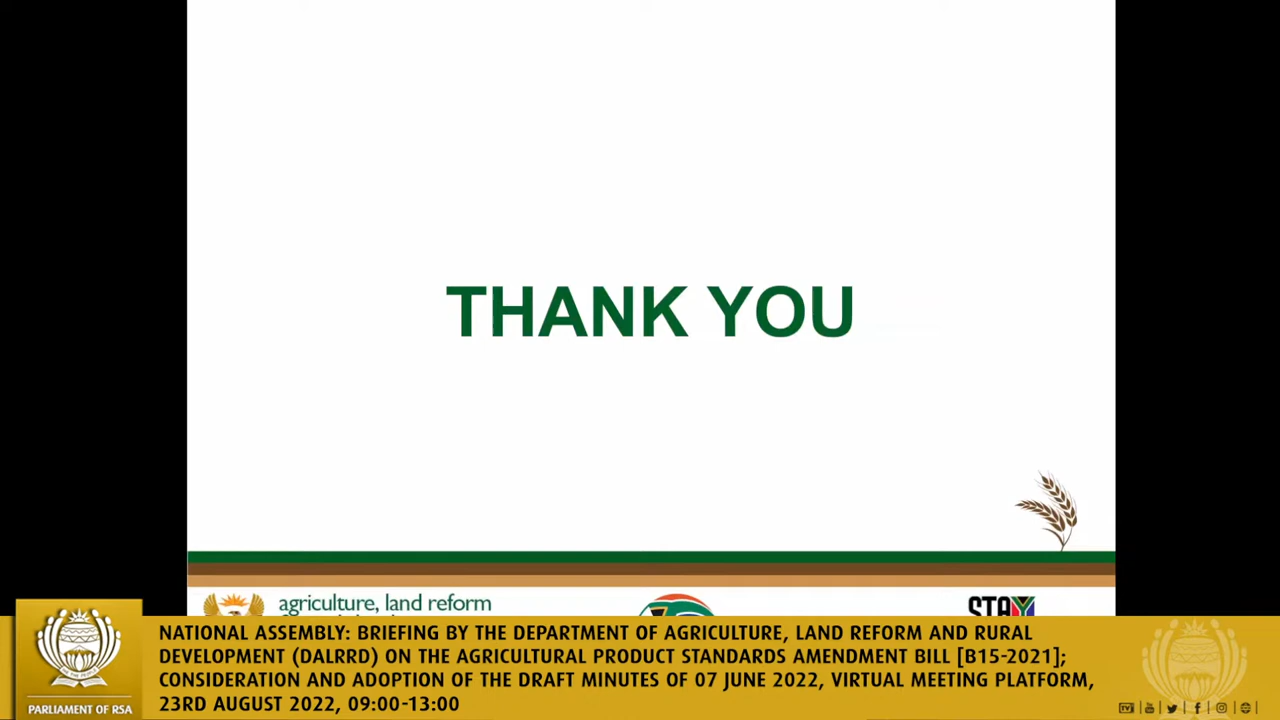 THANK YOU
agriculture, land reform
STAY
NATIONAL ASSEMBLY: BRIEFING BY THE DEPARTMENT OF AGRICULTURE, LAND REFORM AND RURAL
DEVELOPMENT (DALRRD) ON THE AGRICULTURAL PRODUCT STANDARDS AMENDMENT BILL [B15-2021];
CONSIDERATION AND ADOPTION OF THE DRAFT MINUTES OF 07 JUNE 2022, VIRTUAL MEETING PLATFORM,
23RD AUGUST 2022, 09:00-13:00
PARLIAMENT OF RSA